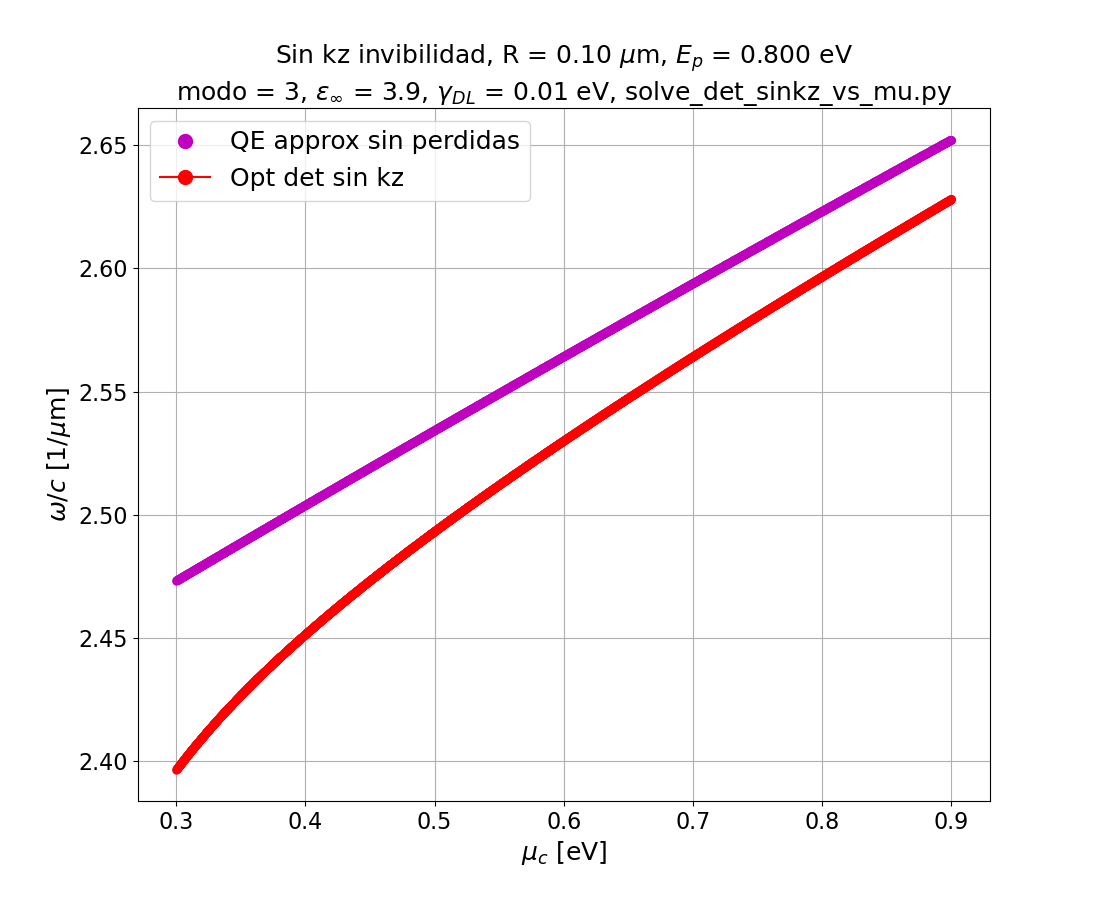 Sin kz invibilidad, R = 0.10 μm, E_p = 0.800 eV
modo = 3, ε_∞ = 3.9, γ_DL = 0.01 eV, solve_det_sinkz_vs_mu.py
QE approx sin perdidas
Opt det sin kz
ω/c [1/μm]
2.65
2.60
2.55
2.50
2.45
2.40
0.3 0.4 0.5 0.6 0.7 0.8 0.9
μ_c [eV]